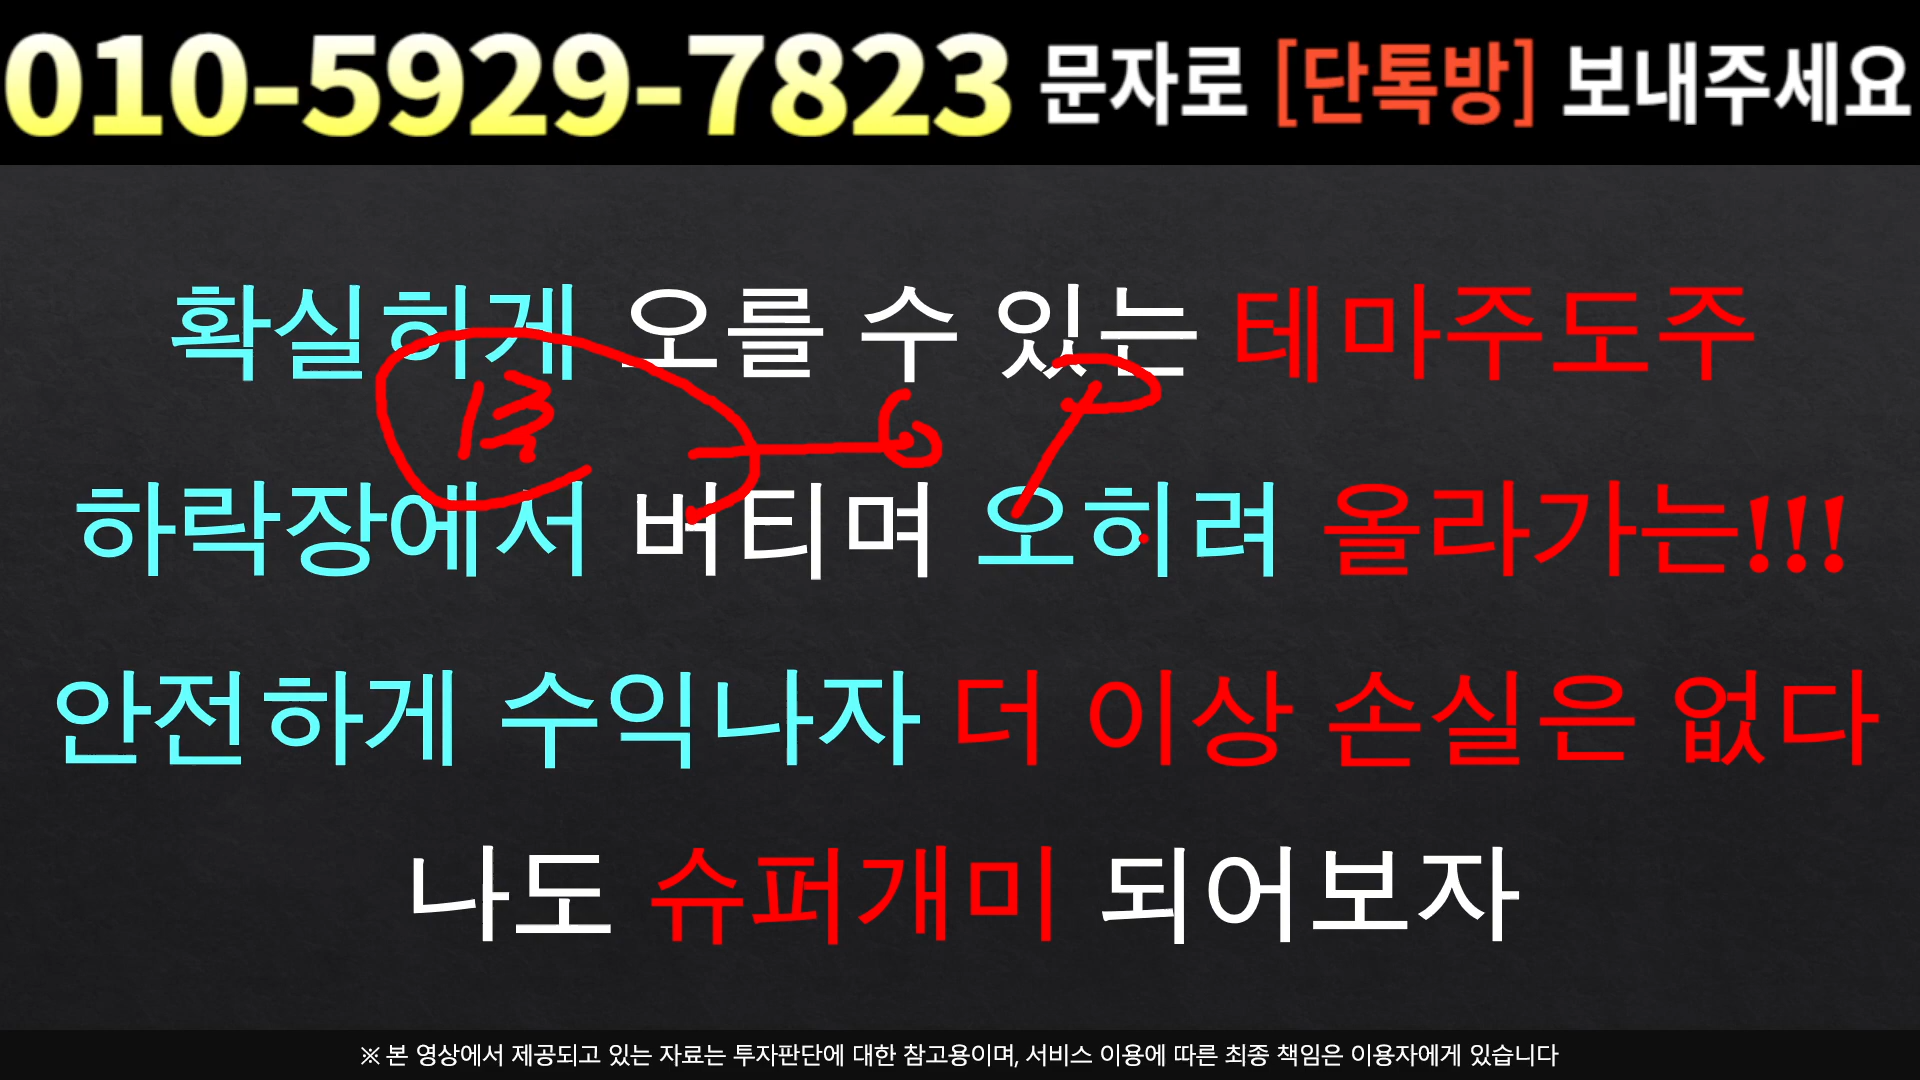 010-5929-7823 문자로 [단톡방] 보내주세요
확실하게 오를 수 있는 테마주도주
하락장에서 버티며 오히려 올라가는!!!
안전하게 수익나자 더 이상 손실은 없다
나도 슈퍼개미 되어보자
※ 본 영상에서 제공되고 있는 자료는 투자판단에 대한 참고용이며, 서비스 이용에 따른 최종 책임은 이용자에게 있습니다